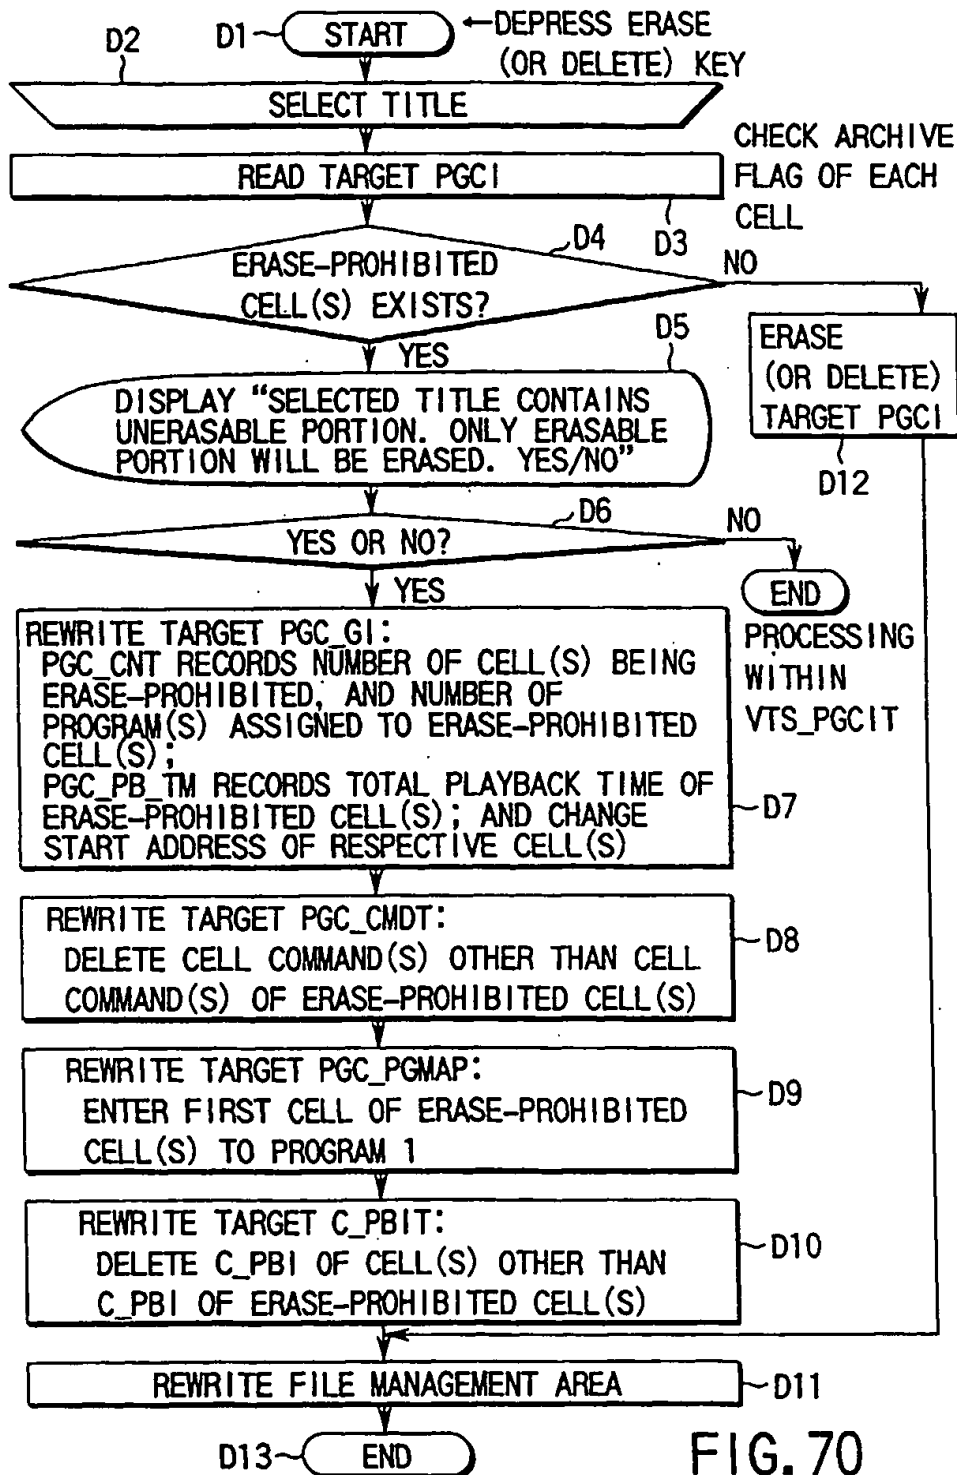 D1
START
←DEPRESS ERASE
(OR DELETE) KEY
D2
SELECT TITLE
READ TARGET PGCI
D3
CHECK ARCHIVE
FLAG OF EACH
CELL
D4
ERASE-PROHIBITED
CELL(S) EXISTS?
NO
YES
D5
DISPLAY “SELECTED TITLE CONTAINS
UNERASABLE PORTION. ONLY ERASABLE
PORTION WILL BE ERASED. YES/NO”
ERASE
(OR DELETE)
TARGET PGCI
D12
D6
YES OR NO?
NO
YES
END
PROCESSING
WITHIN
VTS_PGCIT
REWRITE TARGET PGC_GI:
PGC_CNT RECORDS NUMBER OF CELL(S) BEING
ERASE-PROHIBITED, AND NUMBER OF
PROGRAM(S) ASSIGNED TO ERASE-PROHIBITED
CELL(S);
PGC_PB_TM RECORDS TOTAL PLAYBACK TIME OF
ERASE-PROHIBITED CELL(S); AND CHANGE
START ADDRESS OF RESPECTIVE CELL(S)
D7
REWRITE TARGET PGC_CMDT:
DELETE CELL COMMAND(S) OTHER THAN CELL
COMMAND(S) OF ERASE-PROHIBITED CELL(S)
D8
REWRITE TARGET PGC_PGMAP:
ENTER FIRST CELL OF ERASE-PROHIBITED
CELL(S) TO PROGRAM 1
D9
REWRITE TARGET C_PBIT:
DELETE C_PBI OF CELL(S) OTHER THAN
C_PBI OF ERASE-PROHIBITED CELL(S)
D10
REWRITE FILE MANAGEMENT AREA
D11
D13
END
FIG. 70